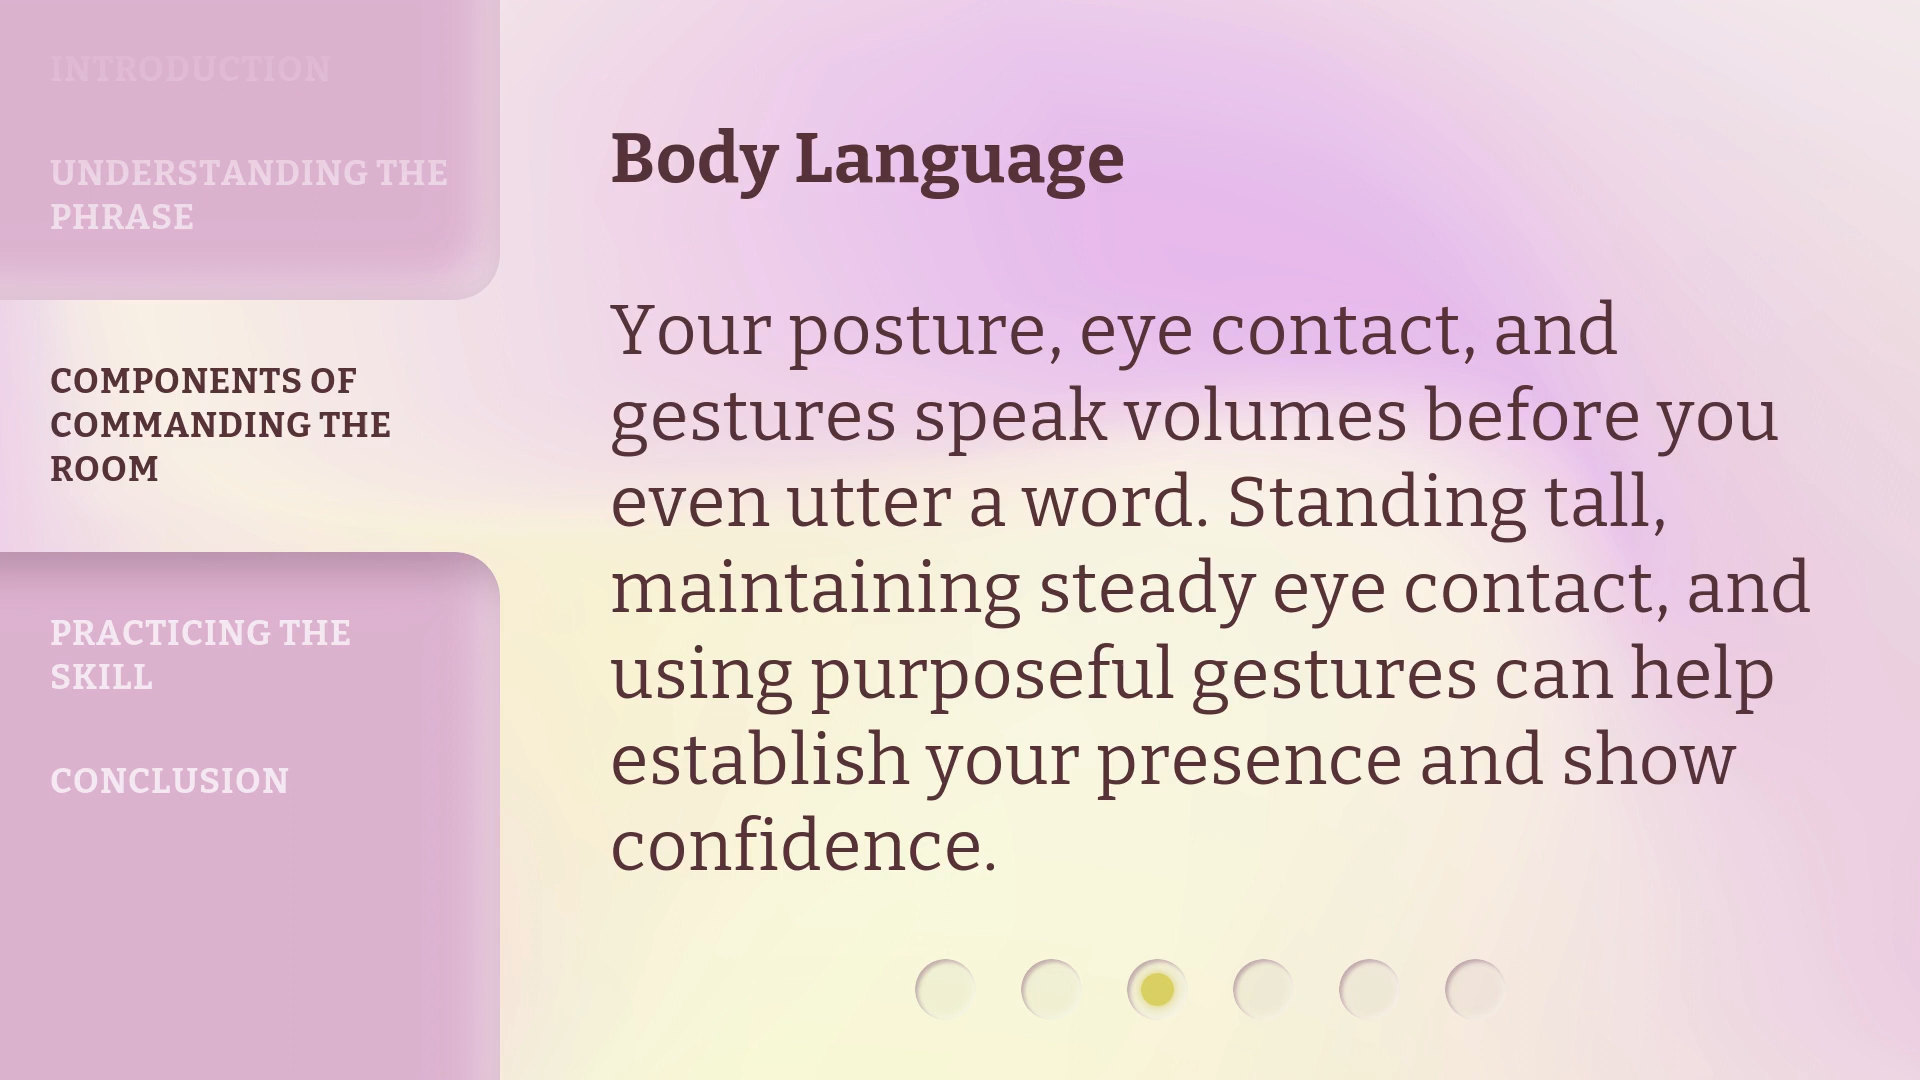 INTRODUCTION
UNDERSTANDING THE
PHRASE
COMPONENTS OF
COMMANDING THE
ROOM
PRACTICING THE
SKILL
CONCLUSION
Body Language
Your posture, eye contact, and
gestures speak volumes before you
even utter a word. Standing tall,
maintaining steady eye contact, and
using purposeful gestures can help
establish your presence and show
confidence.